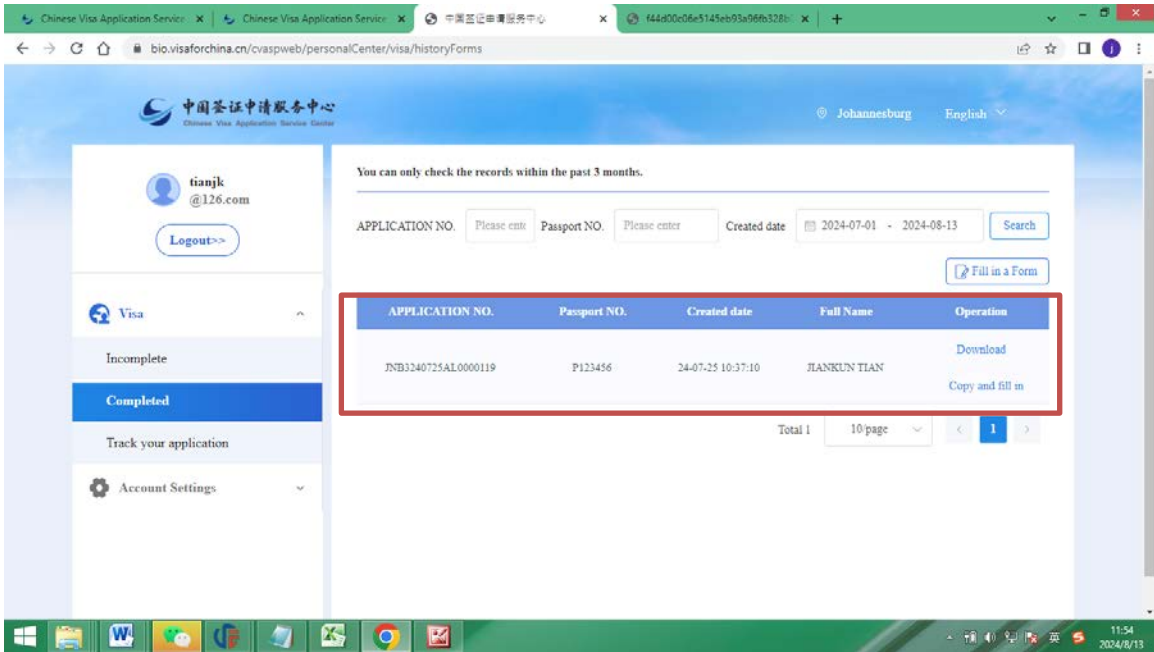 Chinese Visa Application Service
Chinese Visa Application Service
中国签证申请服务中心
f44d00c06e5145eb93a96fb328b
bio.visaforchina.cn/cvaspweb/personalCenter/visa/historyForms
j
中国签证申请服务中心
Chinese Visa Application Service Center
Johannesburg
English
tianjk
@126.com
Logout>>
You can only check the records within the past 3 months.
APPLICATION NO. Please ente Passport NO. Please enter Created date 2024-07-01 - 2024-08-13 Search
Fill in a Form
Visa
Incomplete
Completed
Track your application
Account Settings
APPLICATION NO. Passport NO. Created date Full Name Operation
JNB3240725AL0000119 P123456 24-07-25 10:37:10 JIANKUN TIAN Download
Copy and fill in
Total 1 10/page 1
英
11:54
2024/8/13